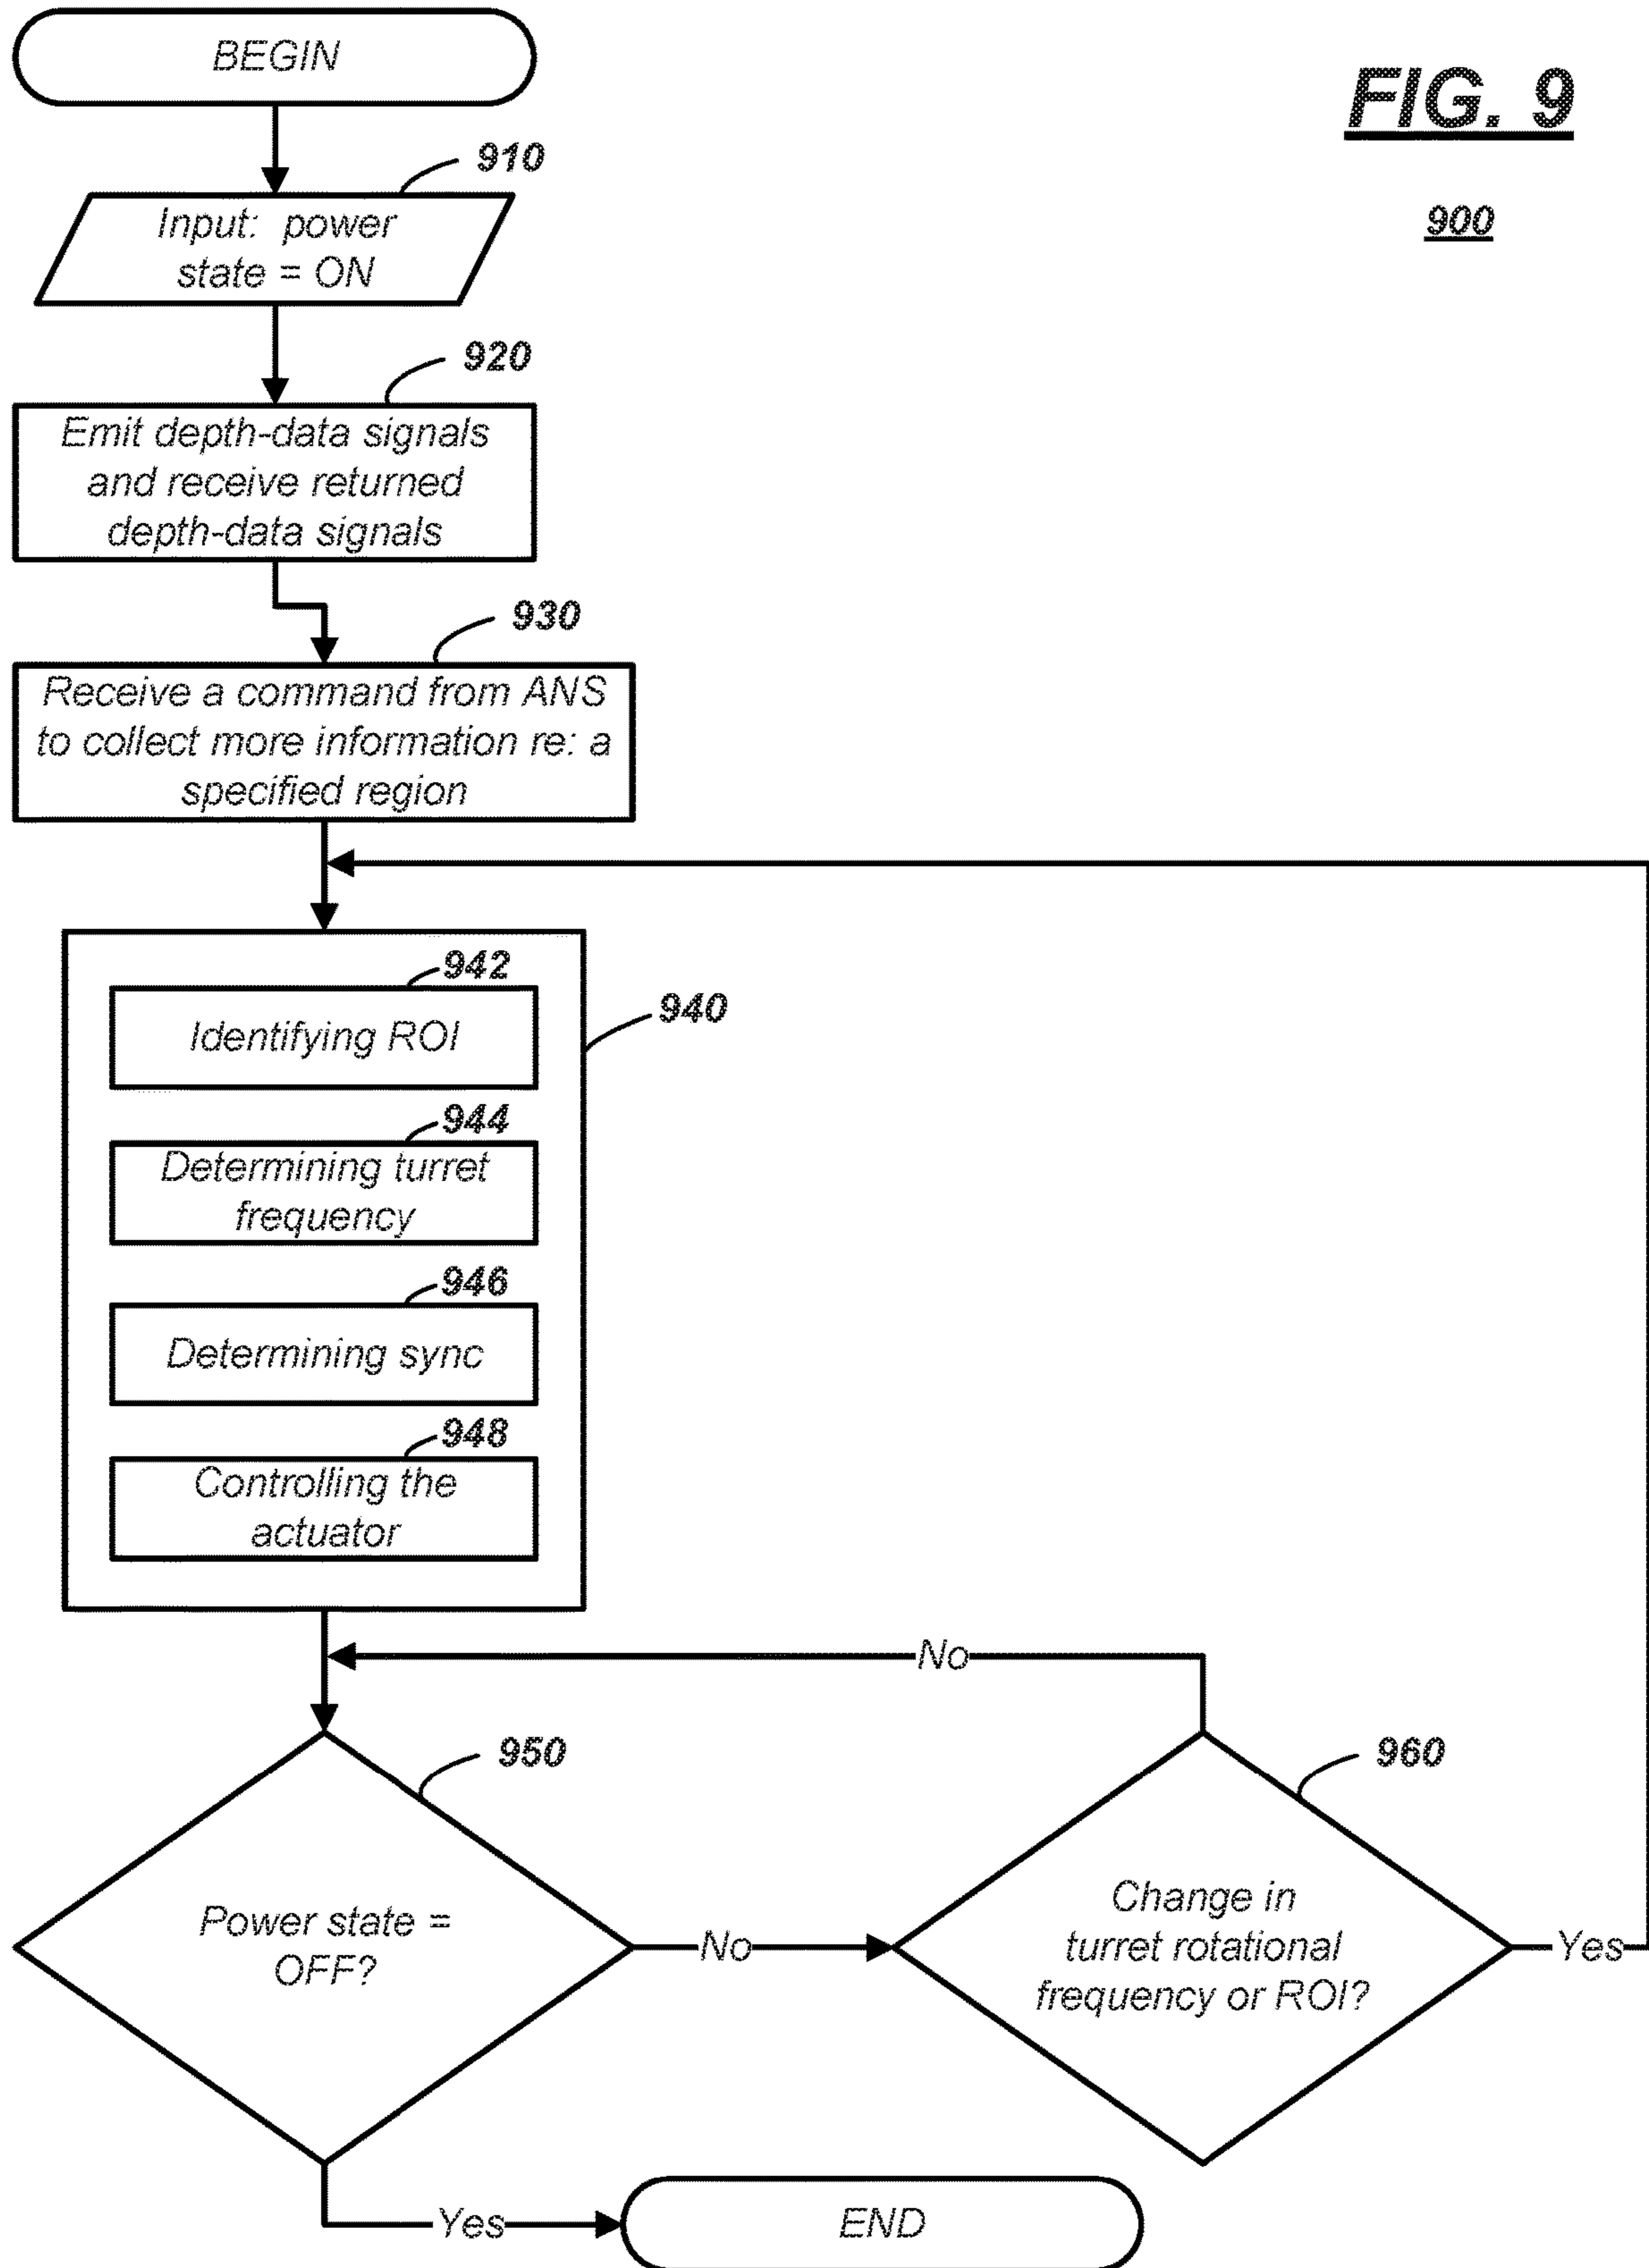 BEGIN
FIG. 9
900
910
Input: power
state = ON
920
Emit depth-data signals
and receive returned
depth-data signals
930
Receive a command from ANS
to collect more information re: a
specified region
940
942
Identifying ROI
944
Determining turret
frequency
946
Determining sync
948
Controlling the
actuator
No
950
Power state =
OFF?
No
960
Change in
turret rotational
frequency or ROI?
Yes
Yes
END